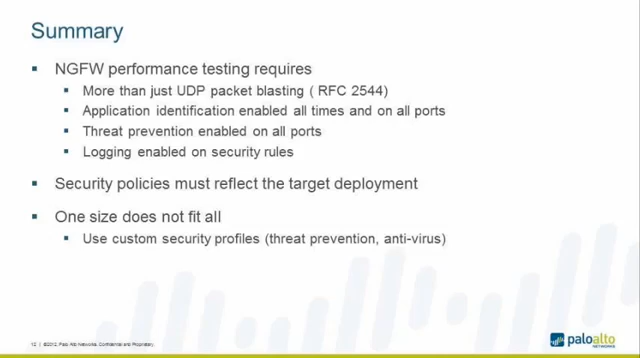 Summary
NGFW performance testing requires
More than just UDP packet blasting ( RFC 2544)
Application identification enabled all times and on all ports
Threat prevention enabled on all ports
Logging enabled on security rules
Security policies must reflect the target deployment
One size does not fit all
Use custom security profiles (threat prevention, anti-virus)
12 | ©2012, Palo Alto Networks. Confidential and Proprietary.
paloalto
NETWORKS